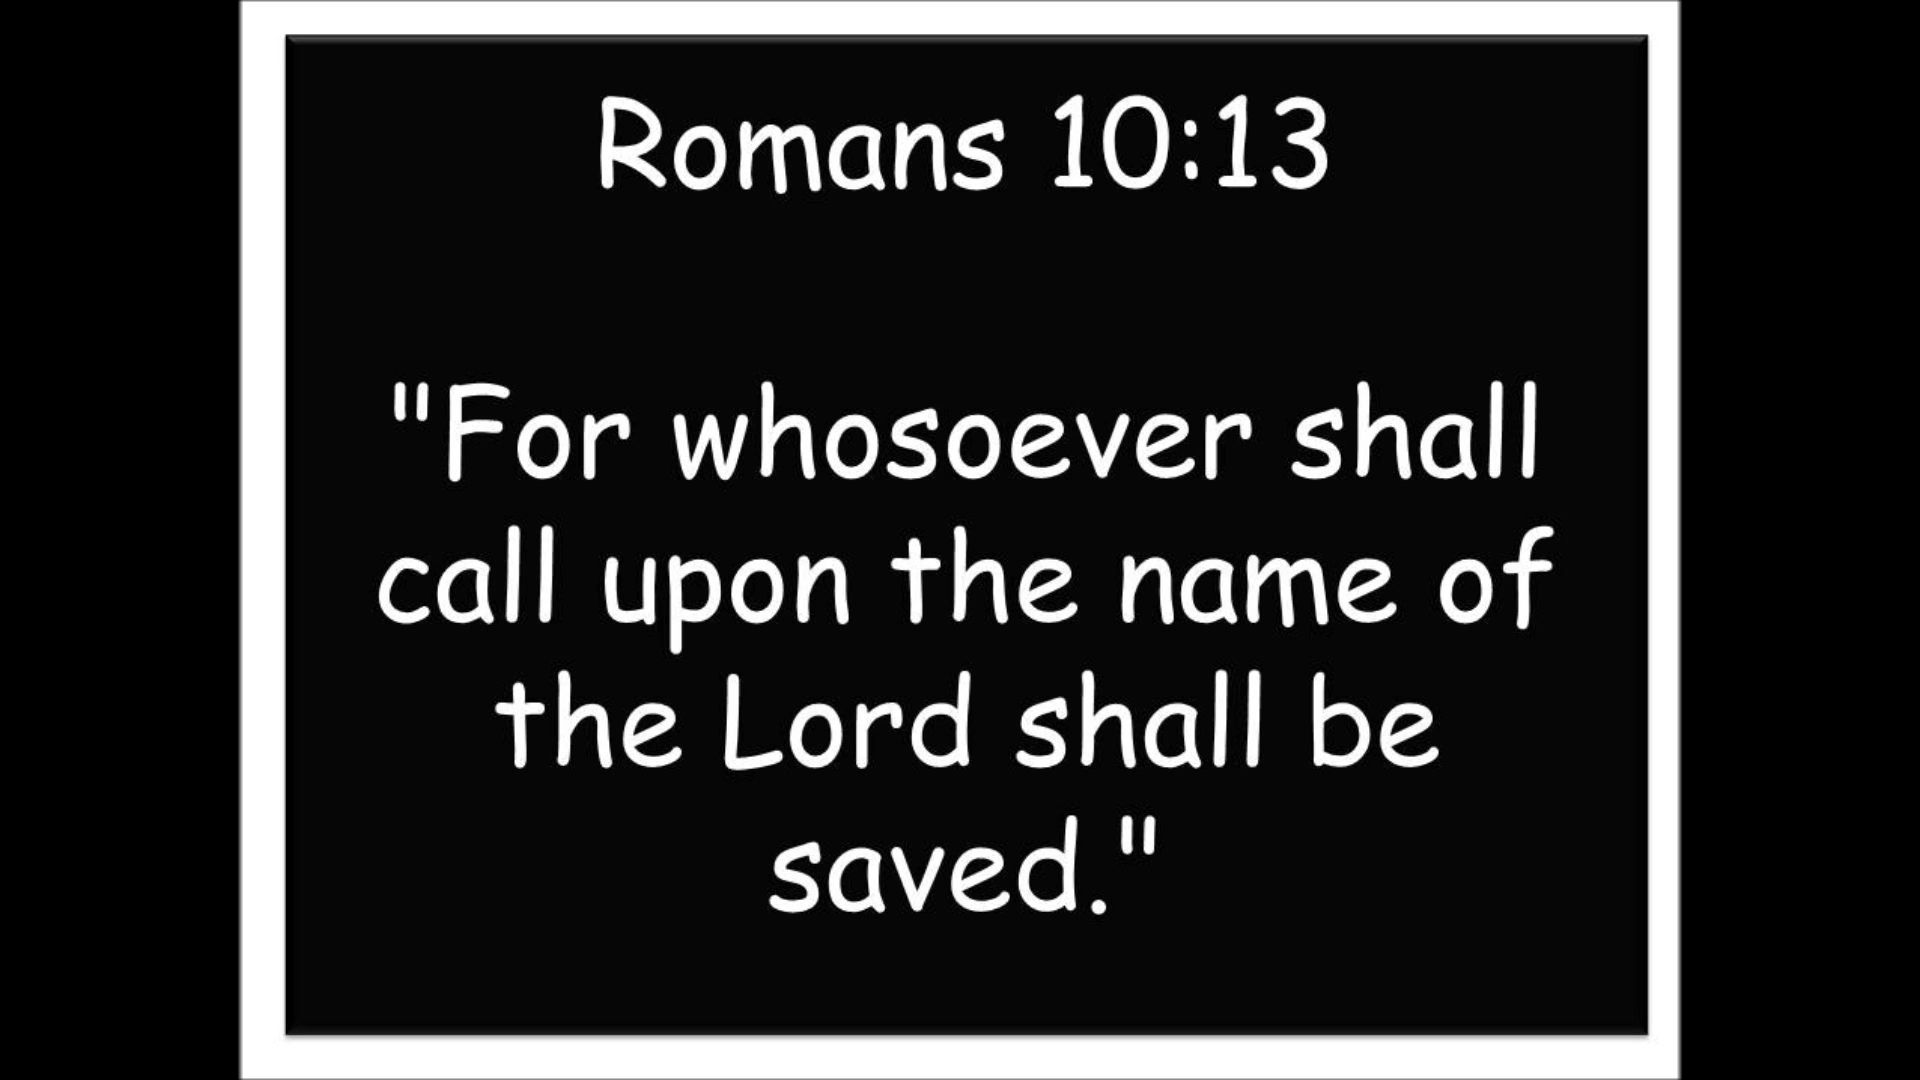 Romans 10:13
"For whosoever shall
call upon the name of
the Lord shall be
saved."